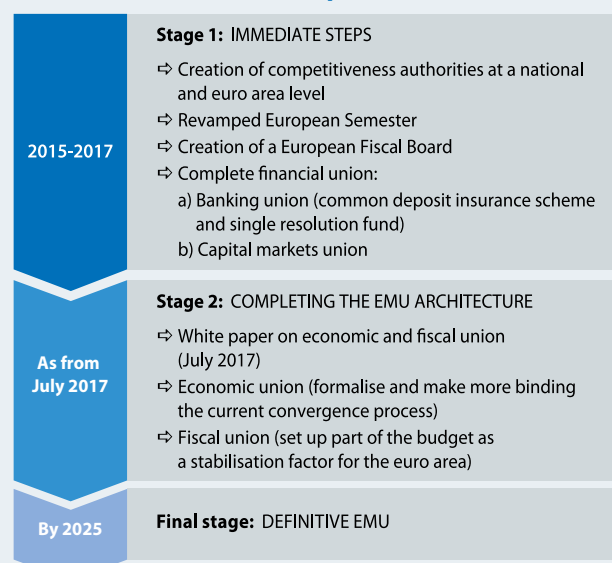 2015-2017
Stage 1: IMMEDIATE STEPS
⇨ Creation of competitiveness authorities at a national
and euro area level
⇨ Revamped European Semester
⇨ Creation of a European Fiscal Board
⇨ Complete financial union:
a) Banking union (common deposit insurance scheme
and single resolution fund)
b) Capital markets union
As from
July 2017
Stage 2: COMPLETING THE EMU ARCHITECTURE
⇨ White paper on economic and fiscal union
(July 2017)
⇨ Economic union (formalise and make more binding
the current convergence process)
⇨ Fiscal union (set up part of the budget as
a stabilisation factor for the euro area)
By 2025
Final stage: DEFINITIVE EMU